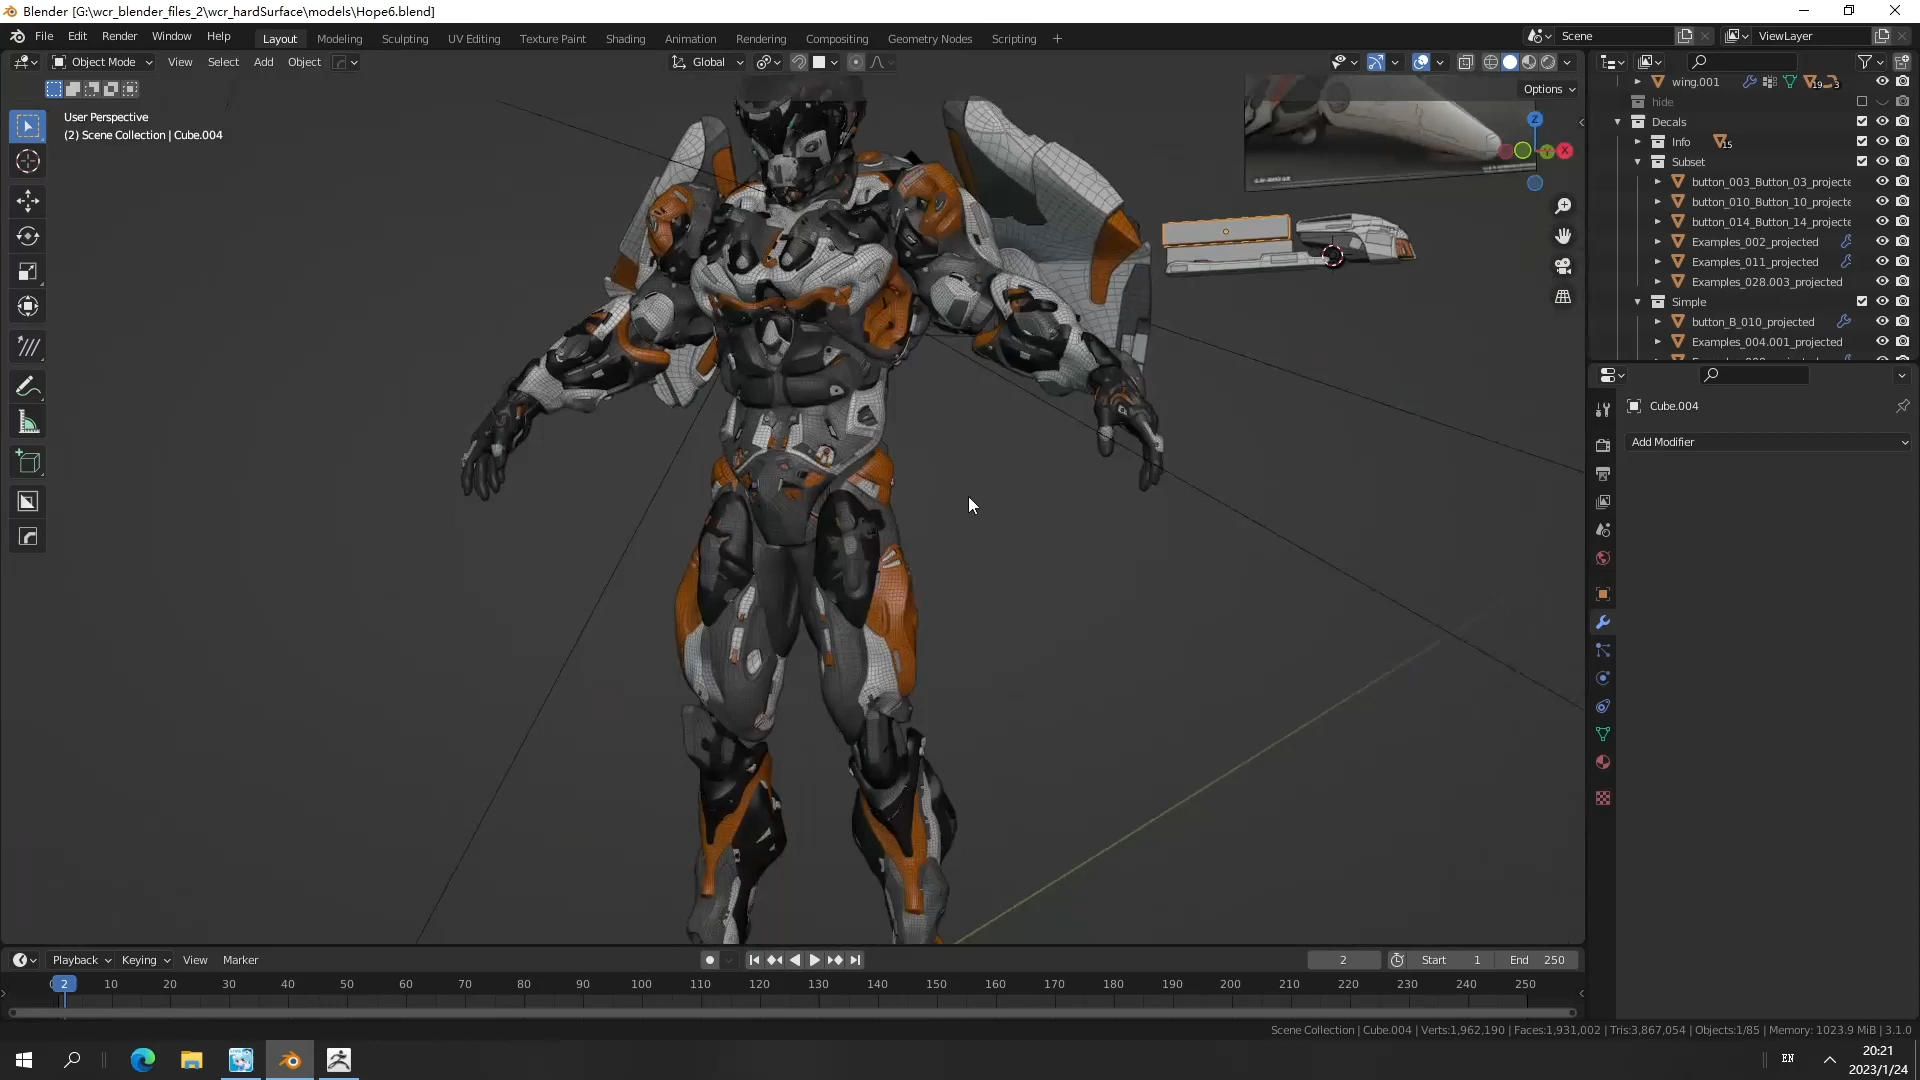 Blender [G:\wcr_blender_files_2\wcr_hardSurface\models\Hope6.blend]
File Edit Render Window Help Layout Modeling Sculpting UV Editing Texture Paint Shading Animation Rendering Compositing Geometry Nodes Scripting + Scene ViewLayer
Object Mode View Select Add Object Global
Options
User Perspective
(2) Scene Collection | Cube.004
Z
X
wing.001 19 3
hide
Decals
Info 15
Subset
button_003_Button_03_projecte
button_010_Button_10_projecte
button_014_Button_14_projecte
Examples_002_projected
Examples_011_projected
Examples_028.003_projected
Simple
button_B_010_projected
Examples_004.001_projected
Cube.004
Add Modifier
Playback Keying View Marker 2 Start 1 End 250
2 10 20 30 40 50 60 70 80 90 100 110 120 130 140 150 160 170 180 190 200 210 220 230 240 250
Scene Collection | Cube.004 | Verts:1,962,190 | Faces:1,931,002 | Tris:3,867,054 | Objects:1/85 | Memory: 1023.9 MiB | 3.1.0
EN
20:21
2023/1/24